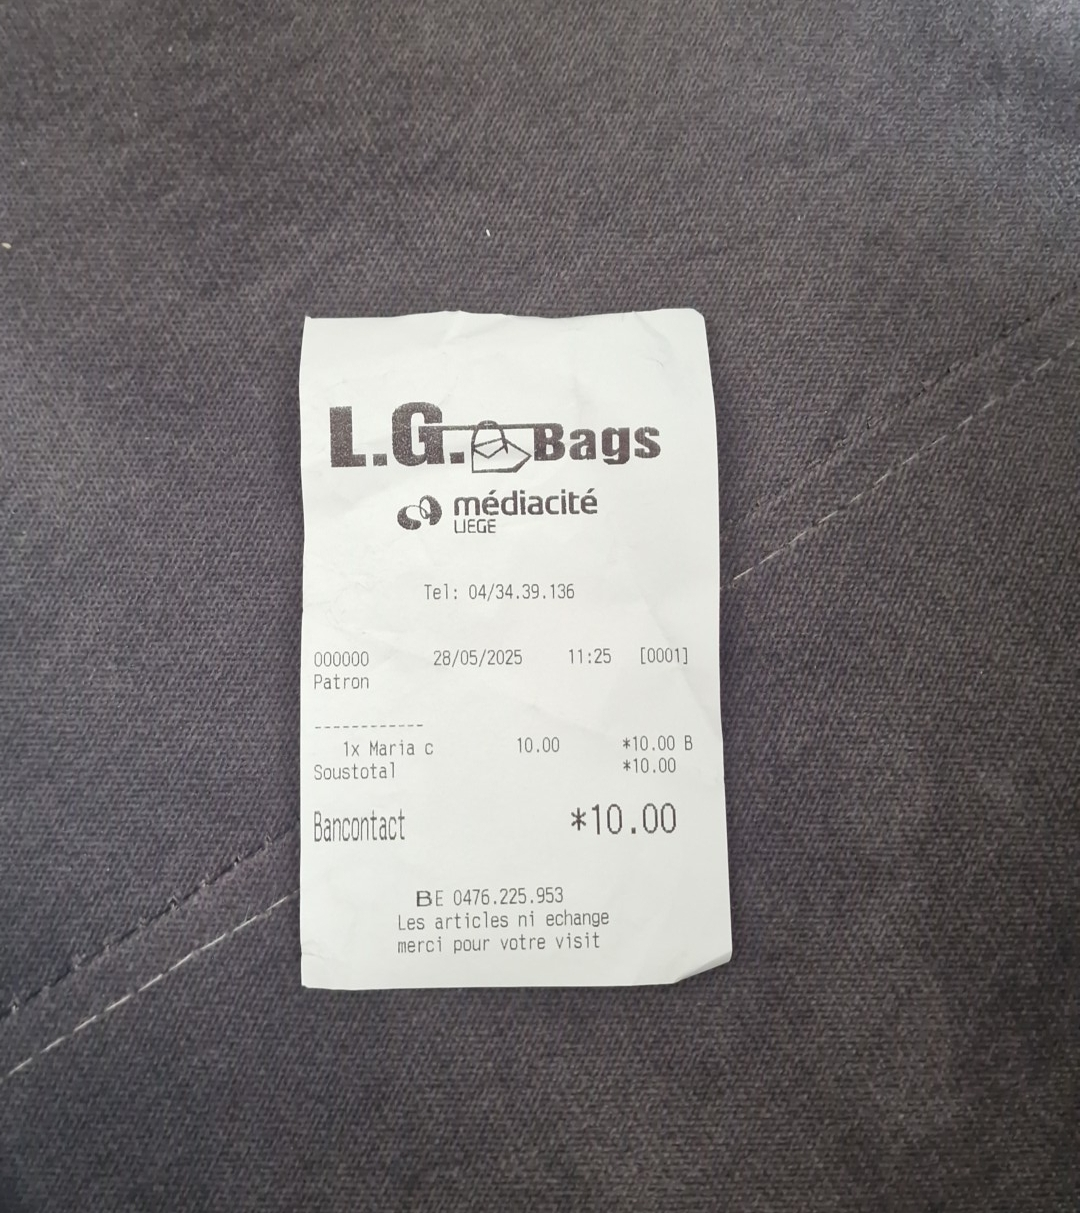 L.G. Bags
médiacité
LIEGE
Tel: 04/34.39.136
000000 28/05/2025 11:25 [0001]
Patron
------------
1x Maria c 10.00 *10.00 B
Soustotal *10.00
Bancontact *10.00
BE 0476.225.953
Les articles ni echange
merci pour votre visit